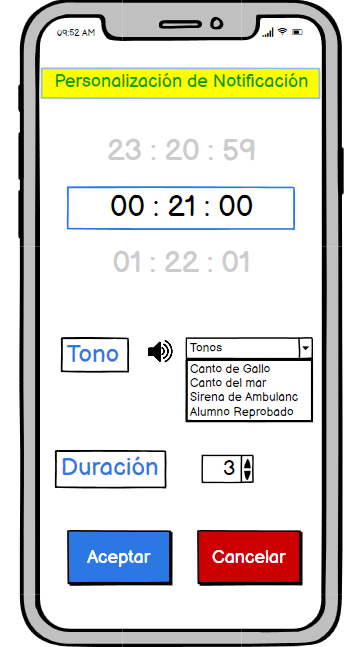 09:52 AM
Personalización de Notificación
23 : 20 : 59
00 : 21 : 00
01 : 22 : 01
Tono
Tonos
Canto de Gallo
Canto del mar
Sirena de Ambulanc
Alumno Reprobado
Duración
3
Aceptar
Cancelar